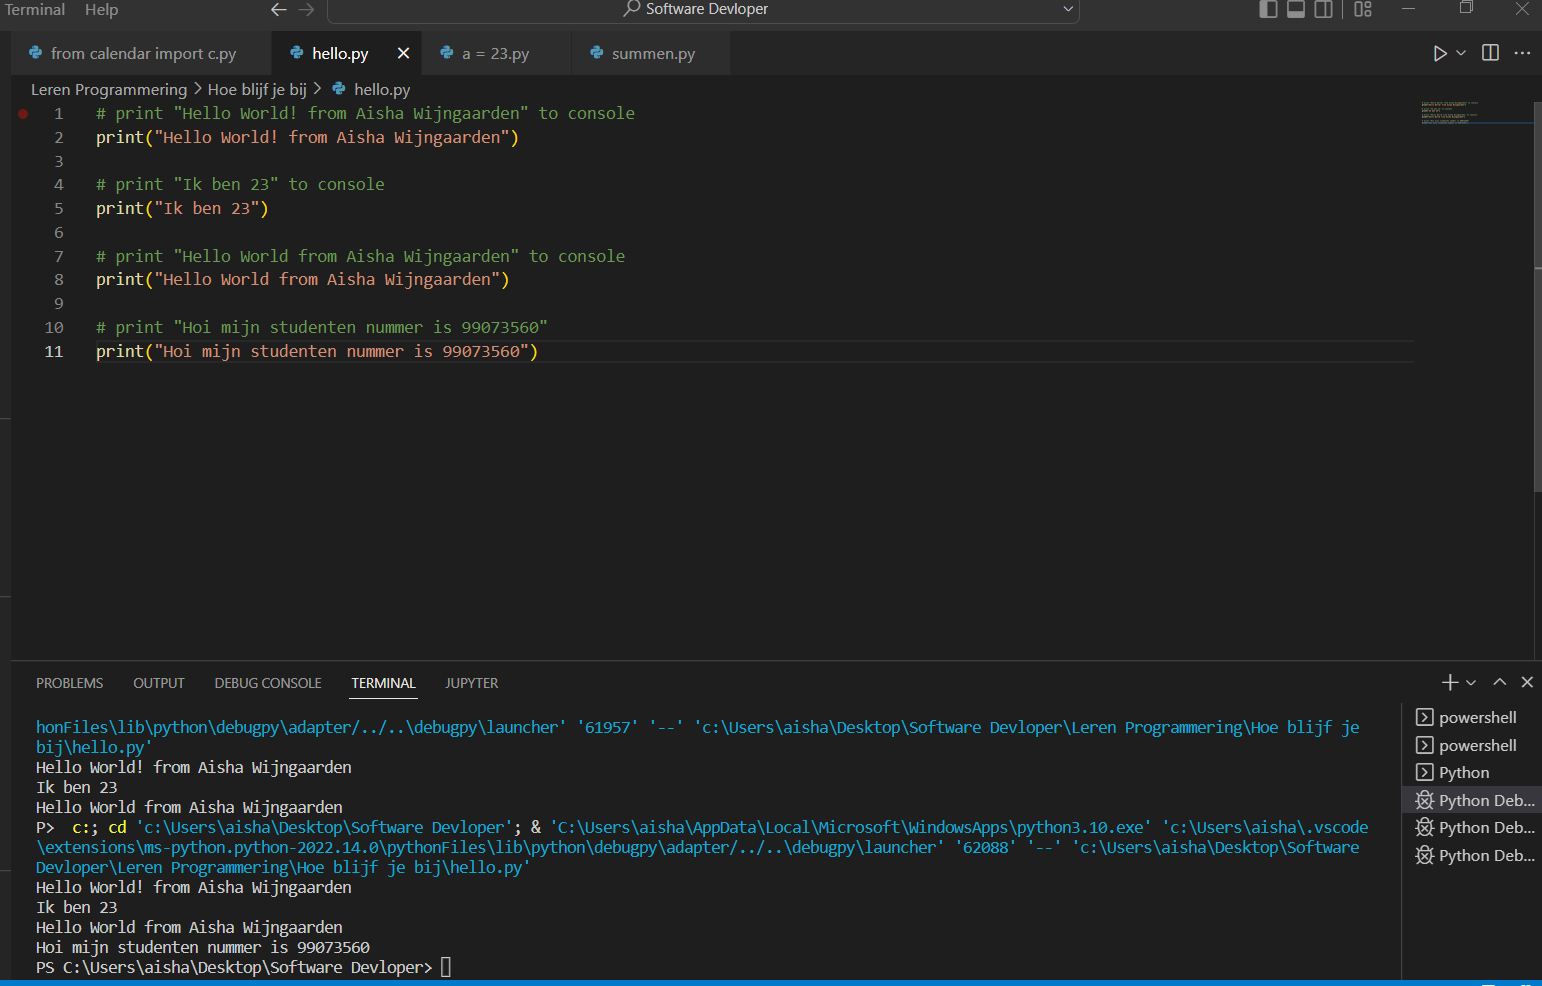 Terminal Help Software Devloper
from calendar import c.py hello.py a = 23.py summen.py
Leren Programmering > Hoe blijf je bij > hello.py
1 # print "Hello World! from Aisha Wijngaarden" to console
2 print("Hello World! from Aisha Wijngaarden")
3
4 # print "Ik ben 23" to console
5 print("Ik ben 23")
6
7 # print "Hello World from Aisha Wijngaarden" to console
8 print("Hello World from Aisha Wijngaarden")
9
10 # print "Hoi mijn studenten nummer is 99073560"
11 print("Hoi mijn studenten nummer is 99073560")
PROBLEMS OUTPUT DEBUG CONSOLE TERMINAL JUPYTER
honFiles\lib\python\debugpy\adapter/../..\debugpy\launcher' '61957' '--' 'c:\Users\aisha\Desktop\Software Devloper\Leren Programmering\Hoe blijf je
bij\hello.py'
Hello World! from Aisha Wijngaarden
Ik ben 23
Hello World from Aisha Wijngaarden
P>  c:; cd 'c:\Users\aisha\Desktop\Software Devloper'; & 'C:\Users\aisha\AppData\Local\Microsoft\WindowsApps\python3.10.exe' 'c:\Users\aisha\.vscode
\extensions\ms-python.python-2022.14.0\pythonFiles\lib\python\debugpy\adapter/../..\debugpy\launcher' '62088' '--' 'c:\Users\aisha\Desktop\Software
Devloper\Leren Programmering\Hoe blijf je bij\hello.py'
Hello World! from Aisha Wijngaarden
Ik ben 23
Hello World from Aisha Wijngaarden
Hoi mijn studenten nummer is 99073560
PS C:\Users\aisha\Desktop\Software Devloper>
powershell
powershell
Python
Python Deb...
Python Deb...
Python Deb...